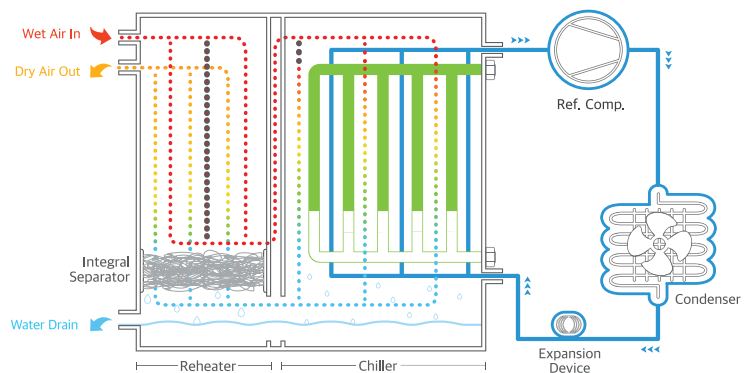 Wet Air In
Dry Air Out
Ref. Comp.
Integral
Separator
Condenser
Water Drain
Expansion
Device
Reheater
Chiller